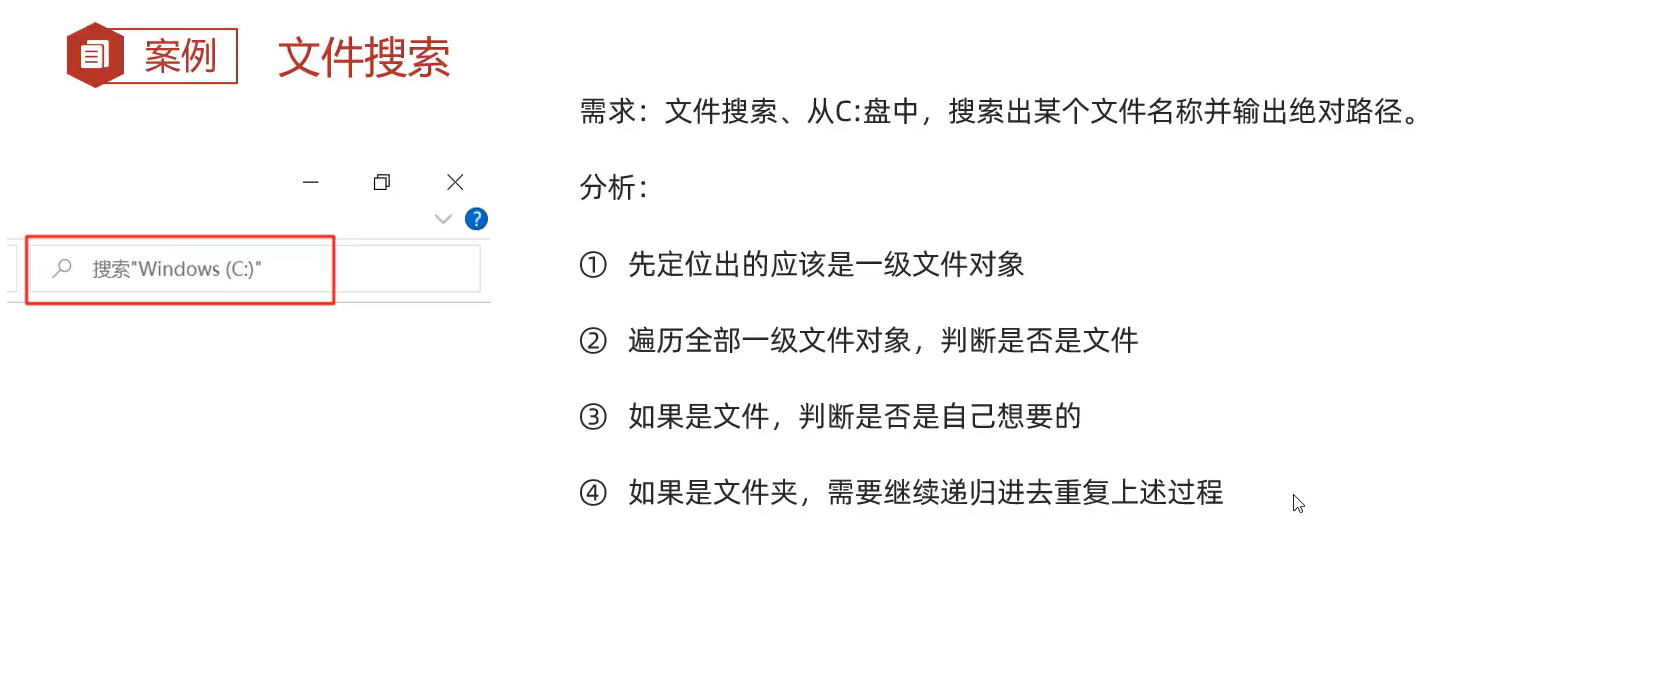 案例 文件搜索
需求：文件搜索、从C:盘中，搜索出某个文件名称并输出绝对路径。
分析：
搜索"Windows (C:)"
?
① 先定位出的应该是一级文件对象
② 遍历全部一级文件对象，判断是否是文件
③ 如果是文件，判断是否是自己想要的
④ 如果是文件夹，需要继续递归进去重复上述过程